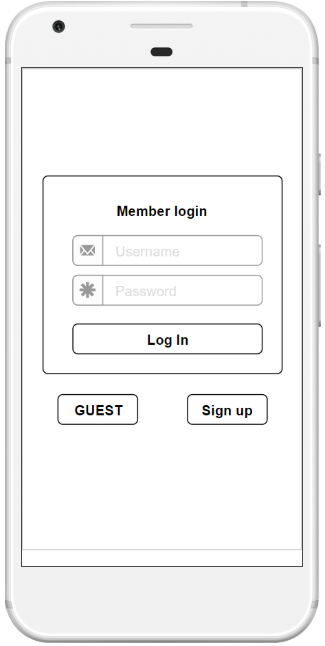 Member login
Username
Password
Log In
GUEST
Sign up